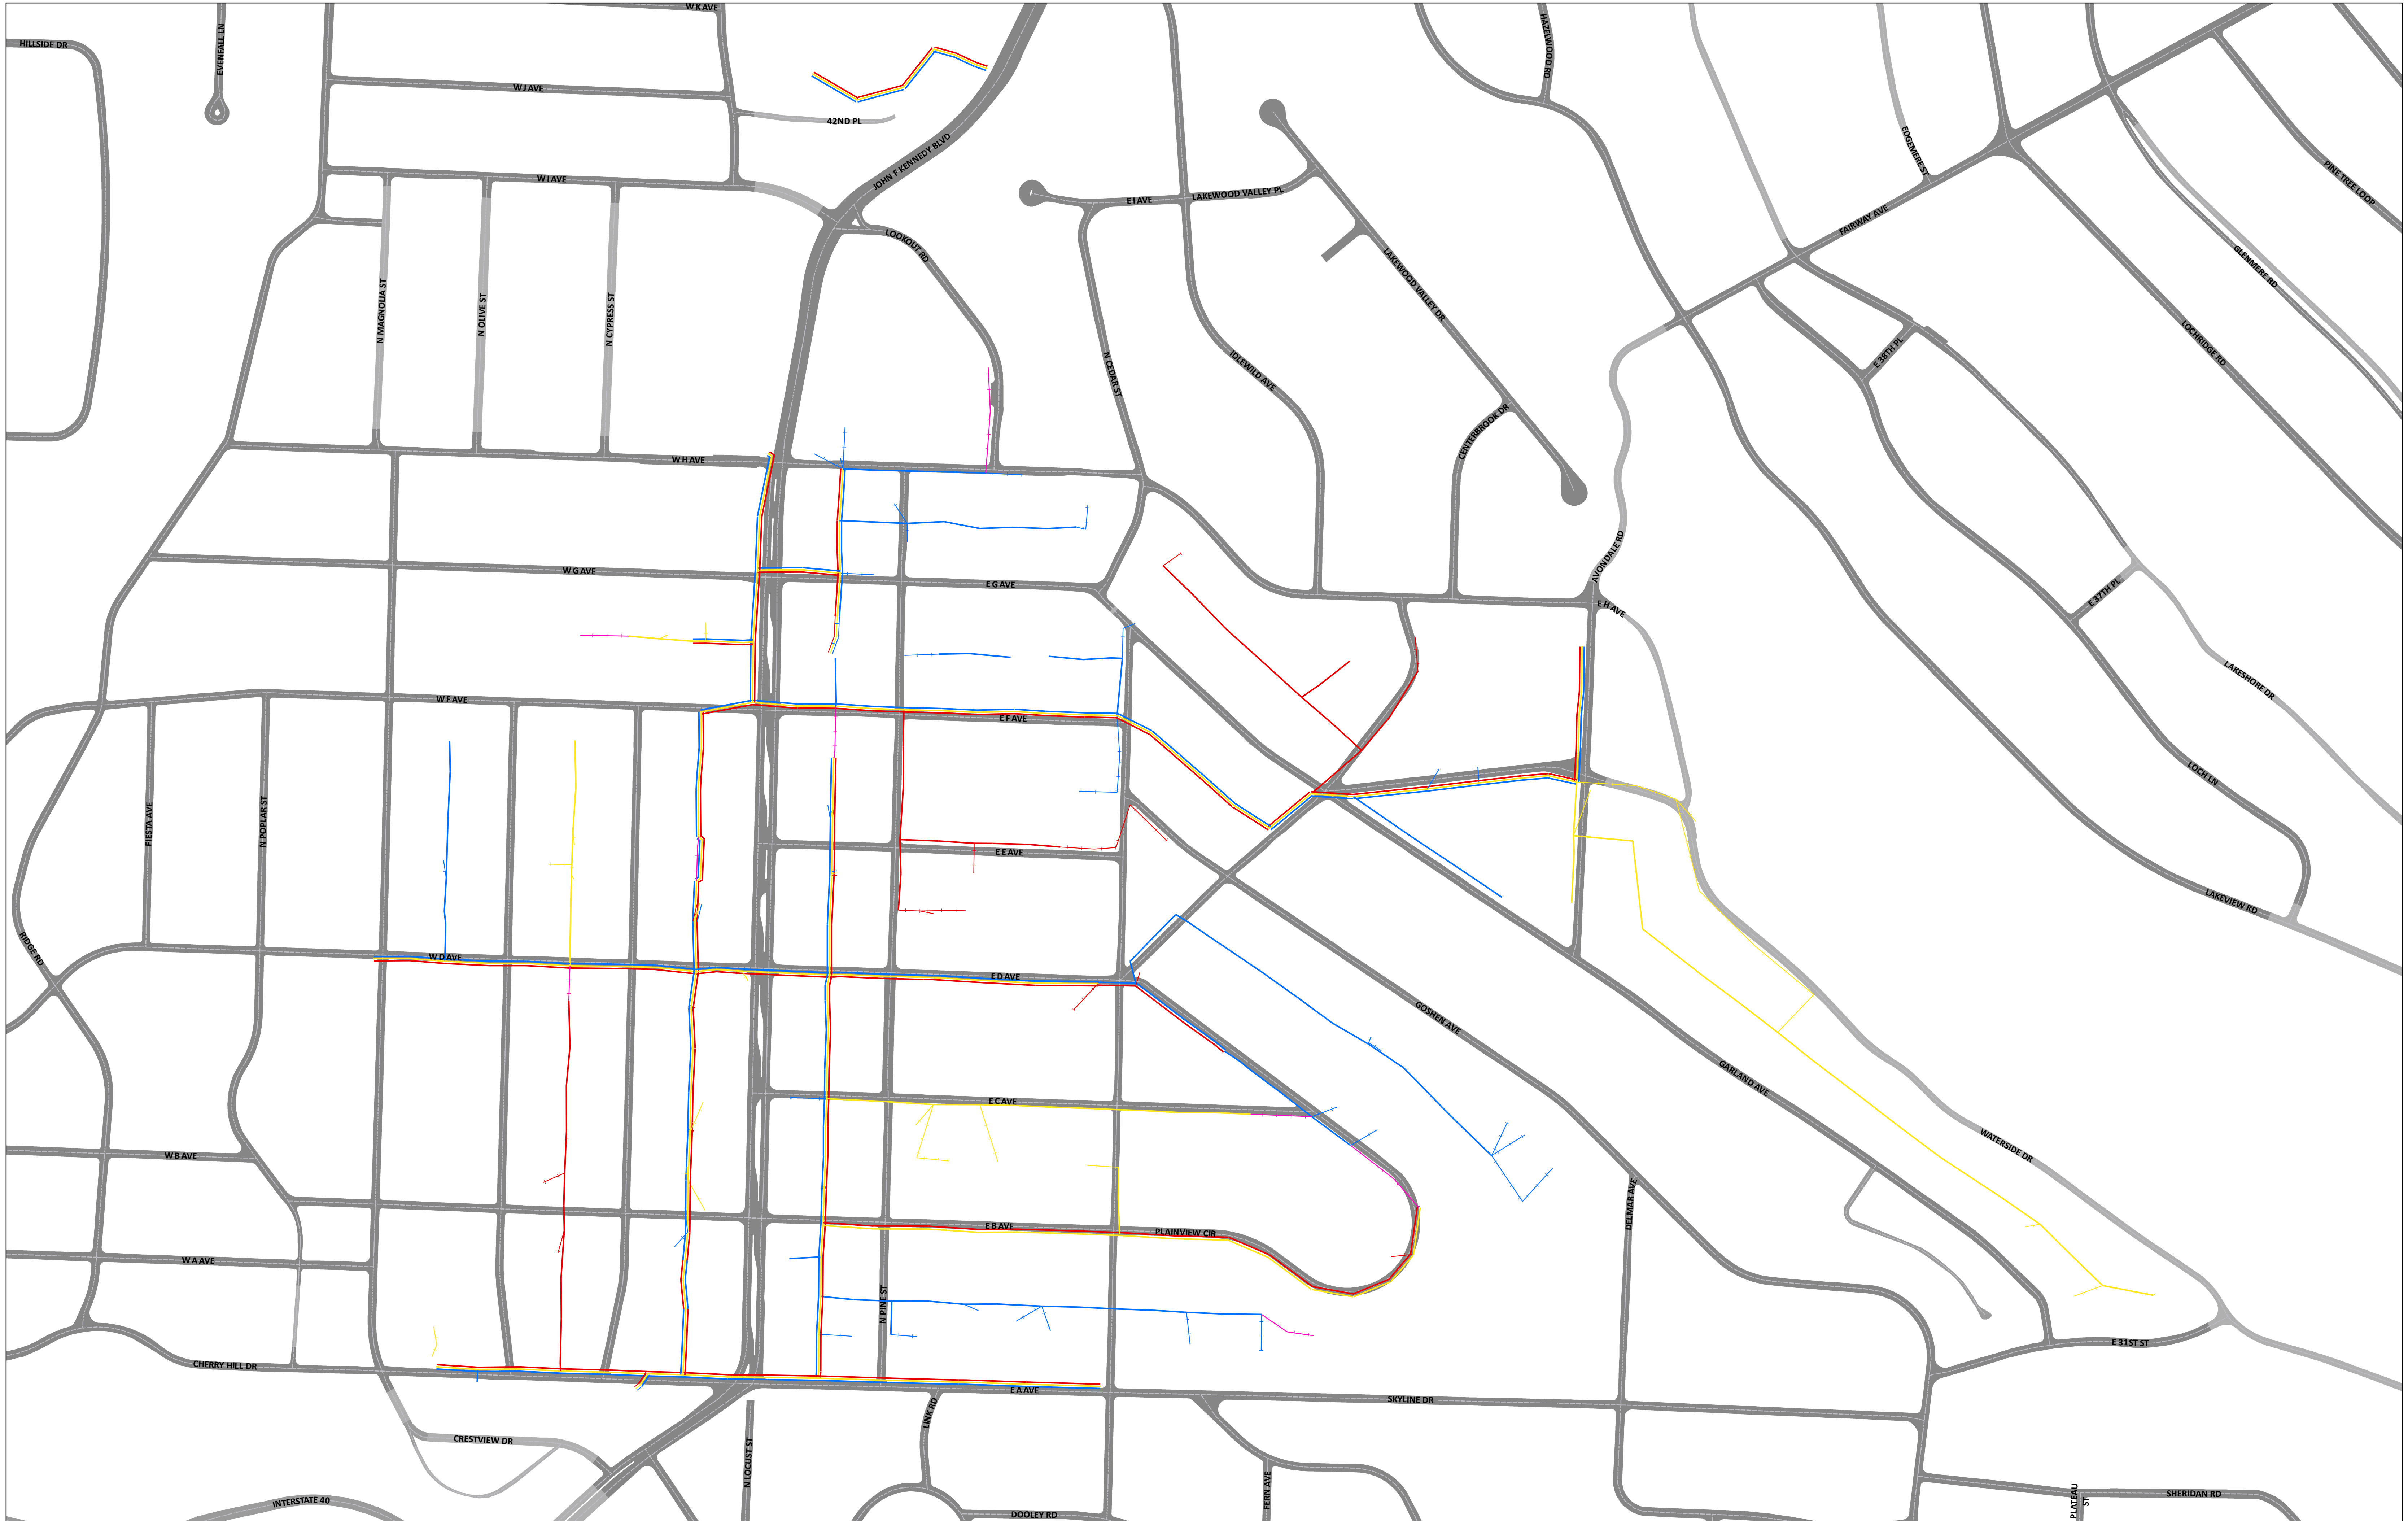 W K AVE
HILLSIDE DR
EVENFALL LN
HAZELWOOD RD
W J AVE
42ND PL
JOHN F KENNEDY BLVD
EDGEMERE ST
PINE TREE LOOP
W I AVE
E I AVE
LAKEWOOD VALLEY PL
FAIRWAY AVE
LOOKOUT RD
GLENMERE RD
N MAGNOLIA ST
N OLIVE ST
N CYPRESS ST
LAKEWOOD VALLEY DR
N CEDAR ST
IDLEWILD AVE
E 38TH PL
LOCHRIDGE RD
CENTERBROOK DR
W H AVE
AVONDALE RD
W G AVE
E G AVE
E H AVE
E 37TH PL
LAKESHORE DR
W F AVE
E F AVE
LOCH LN
FIESTA AVE
N POPLAR ST
E E AVE
LAKEVIEW RD
RIDGE RD
W D AVE
E D AVE
GOSHEN AVE
GARLAND AVE
E C AVE
WATERSIDE DR
W B AVE
DELMAR AVE
E B AVE
PLAINVIEW CIR
W A AVE
N PINE ST
E 31ST ST
CHERRY HILL DR
E A AVE
SKYLINE DR
LINK RD
CRESTVIEW DR
N LOCUST ST
FERN AVE
INTERSTATE 40
DOOLEY RD
PLATEAU
ST
SHERIDAN RD